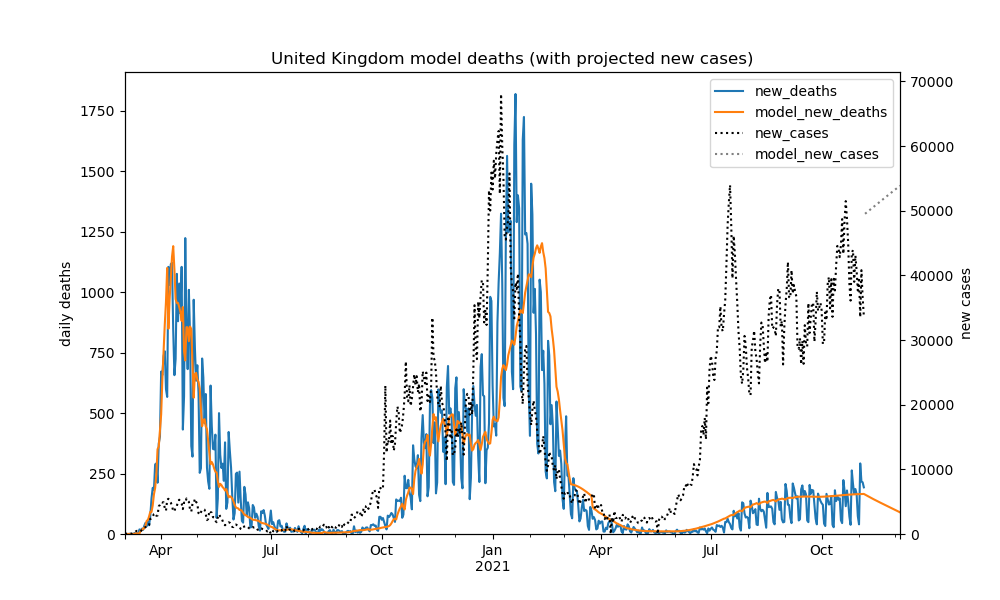 United Kingdom model deaths (with projected new cases)
new_deaths
model_new_deaths
new_cases
model_new_cases
daily deaths
1750
1500
1250
1000
750
500
250
0
70000
60000
50000
40000
30000
20000
10000
0
new cases
Apr Jul Oct Jan Apr Jul Oct
2021